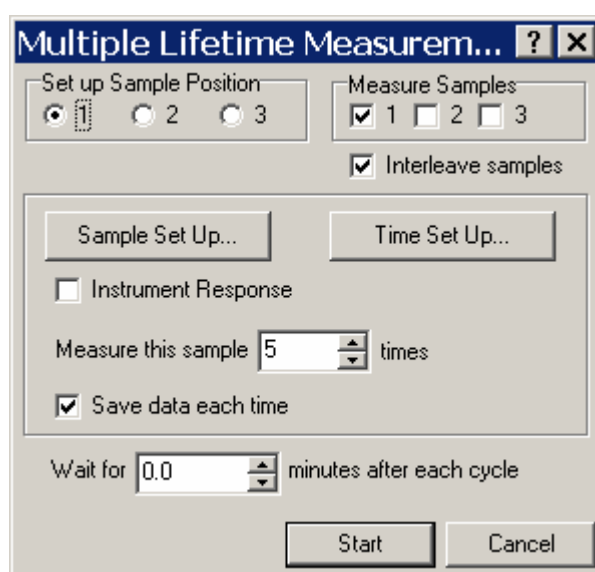 Multiple Lifetime Measurem... ? ×
Set up Sample Position
1 2 3
Measure Samples
1 2 3
Interleave samples
Sample Set Up... Time Set Up...
Instrument Response
Measure this sample 5 times
Save data each time
Wait for 0.0 minutes after each cycle
Start Cancel